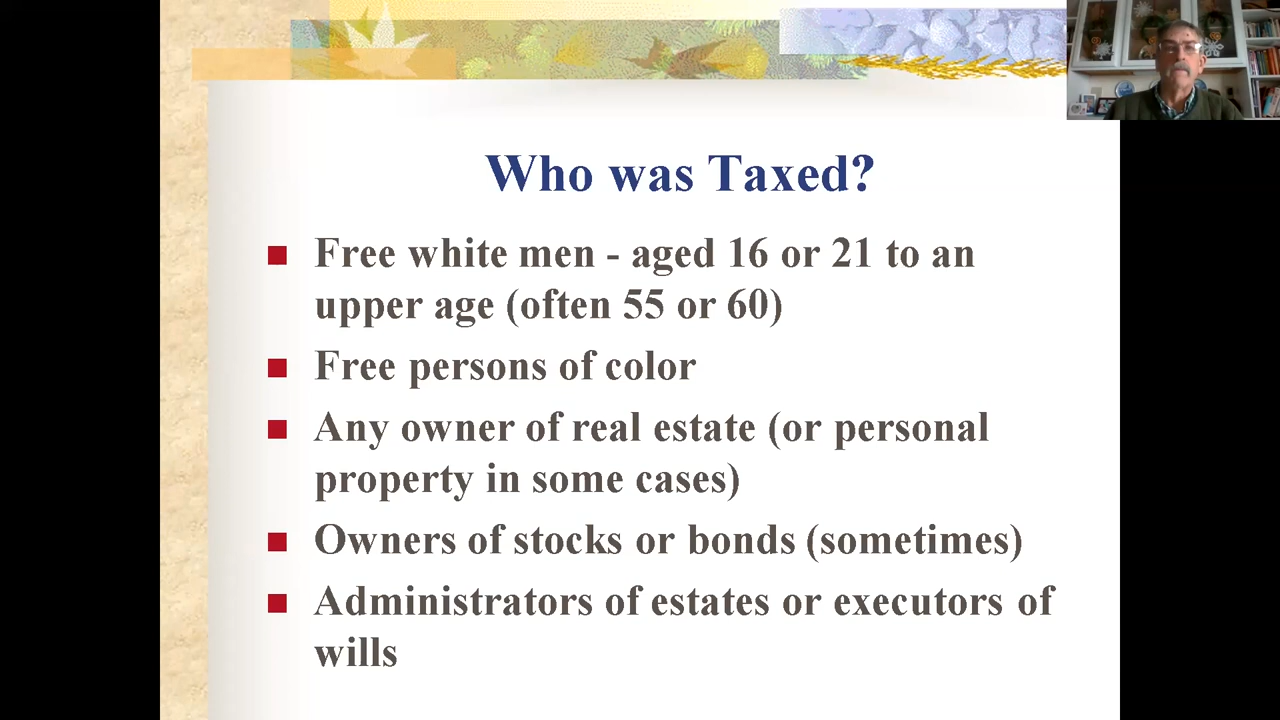 Who was Taxed?
Free white men - aged 16 or 21 to an
upper age (often 55 or 60)
Free persons of color
Any owner of real estate (or personal
property in some cases)
Owners of stocks or bonds (sometimes)
Administrators of estates or executors of
wills